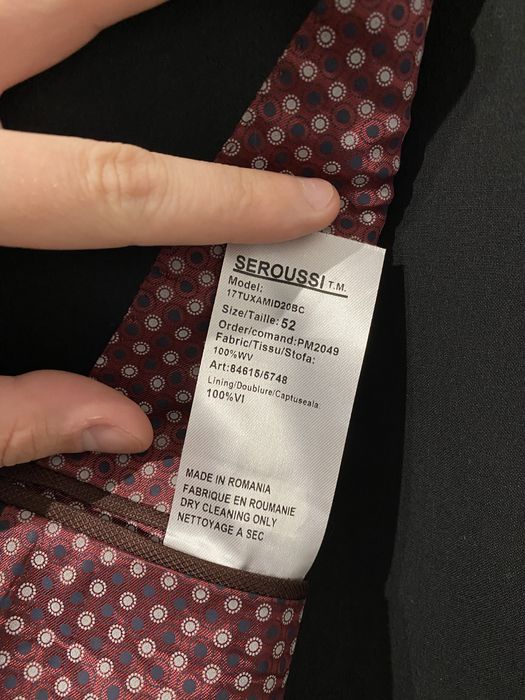 SEROUSSI T.M.
Model:
17TUXAMID20BC
Size/Taille: 52
Order/comand:PM2049
Fabric/Tissu/Stofa:
100%WV
Art:84615/5748
Lining/Doublure/Captuseala:
100%VI
MADE IN ROMANIA
FABRIQUE EN ROUMANIE
DRY CLEANING ONLY
NETTOYAGE A SEC